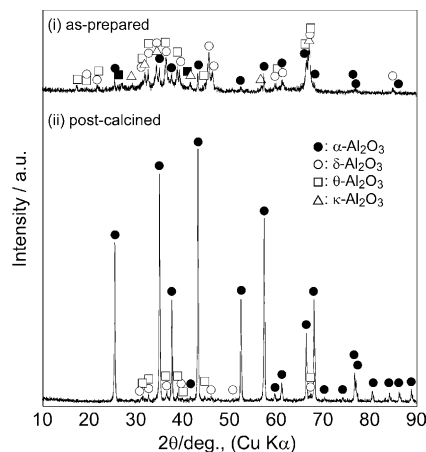 (i) as-prepared
(ii) post-calcined
●: α-Al2O3
○: δ-Al2O3
□: θ-Al2O3
△: κ-Al2O3
Intensity / a.u.
10 20 30 40 50 60 70 80 90
2θ/deg., (Cu Kα)